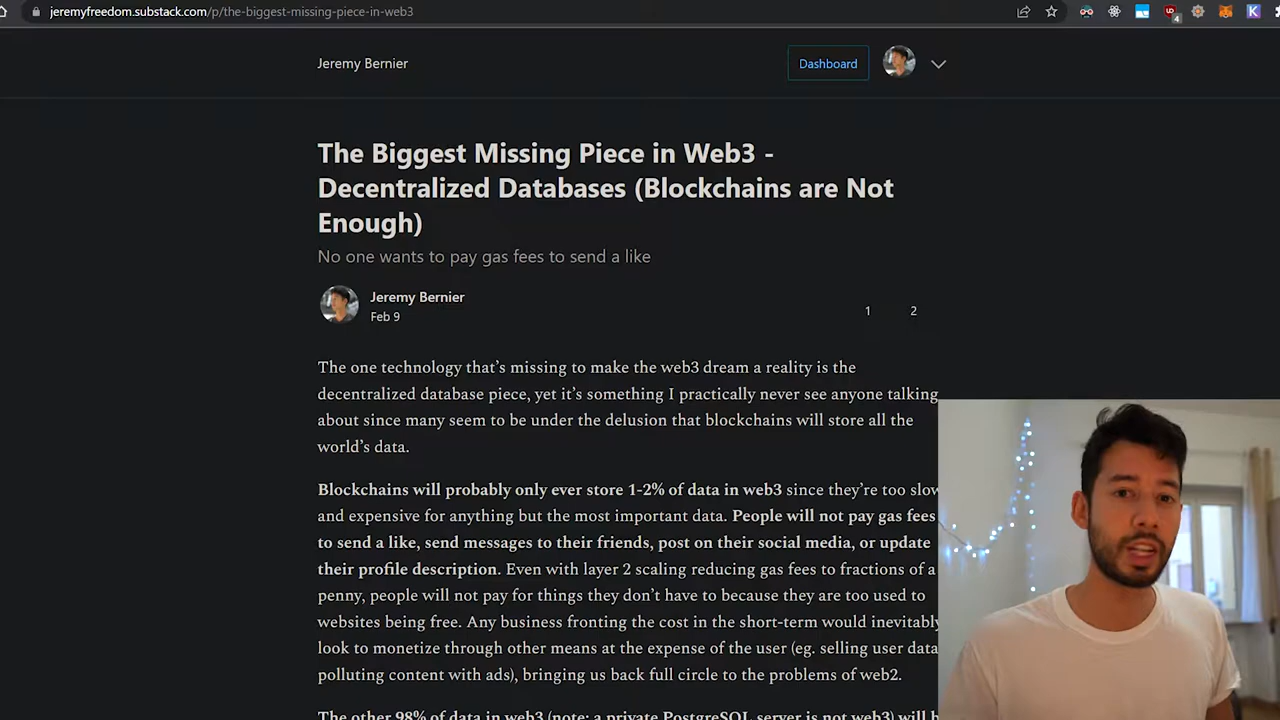 jeremyfreedom.substack.com/p/the-biggest-missing-piece-in-web3
4
K
Jeremy Bernier
Dashboard
The Biggest Missing Piece in Web3 -
Decentralized Databases (Blockchains are Not
Enough)
No one wants to pay gas fees to send a like
Jeremy Bernier
Feb 9
1
2
The one technology that’s missing to make the web3 dream a reality is the
decentralized database piece, yet it’s something I practically never see anyone talking
about since many seem to be under the delusion that blockchains will store all the
world’s data.
Blockchains will probably only ever store 1-2% of data in web3 since they’re too slow
and expensive for anything but the most important data. People will not pay gas fees
to send a like, send messages to their friends, post on their social media, or update
their profile description. Even with layer 2 scaling reducing gas fees to fractions of a
penny, people will not pay for things they don’t have to because they are too used to
websites being free. Any business fronting the cost in the short-term would inevitably
look to monetize through other means at the expense of the user (eg. selling user data
polluting content with ads), bringing us back full circle to the problems of web2.
The other 98% of data in web3 (note: a private PostgreSQL server is not web3) will b